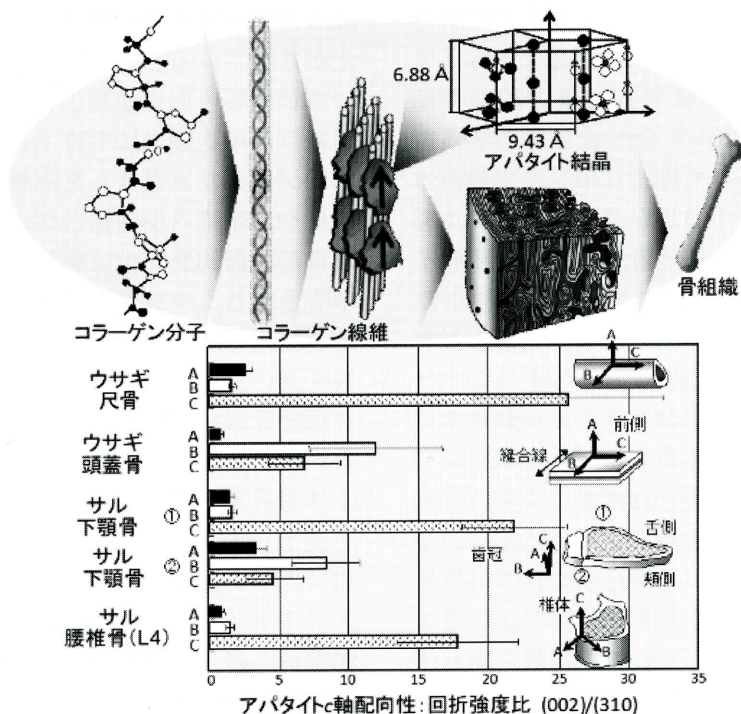 6.88 Å
9.43 Å
アパタイト結晶
骨組織
コラーゲン分子
コラーゲン線維
ウサギ
尺骨
A
B
C
ウサギ
頭蓋骨
A
B
C
サル
下顎骨
①
A
B
C
サル
下顎骨
②
A
B
C
サル
腰椎骨(L4)
A
B
C
A
B
C
前側
縫合線
A
B
C
①
舌側
歯冠
C
A
B
②
頬側
椎体
C
A
B
0
5
10
15
20
25
30
35
アパタイトc軸配向性:回折強度比 (002)/(310)